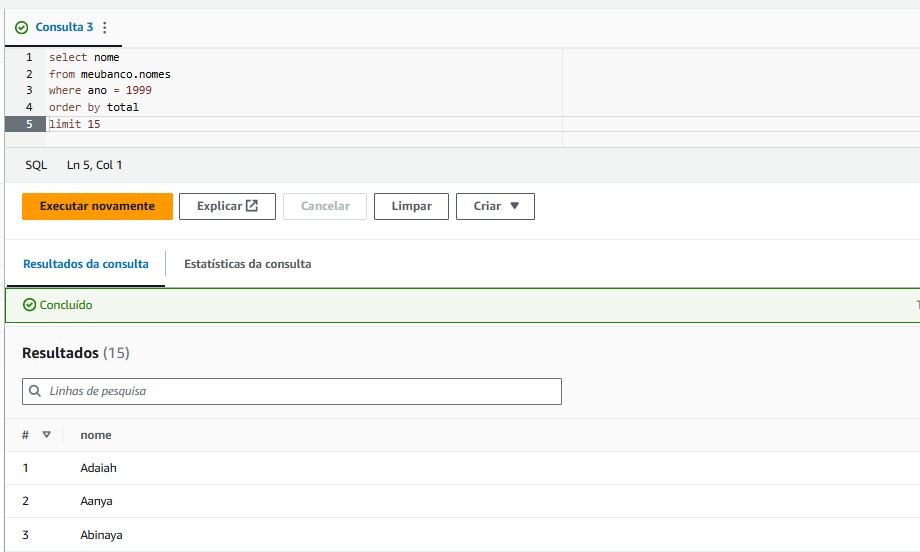 Consulta 3
1 select nome
2 from meubanco.nomes
3 where ano = 1999
4 order by total
5 limit 15
SQL Ln 5, Col 1
Executar novamente Explicar Cancelar Limpar Criar
Resultados da consulta Estatísticas da consulta
Concluído
Resultados (15)
Linhas de pesquisa
# nome
1 Adaiah
2 Aanya
3 Abinaya